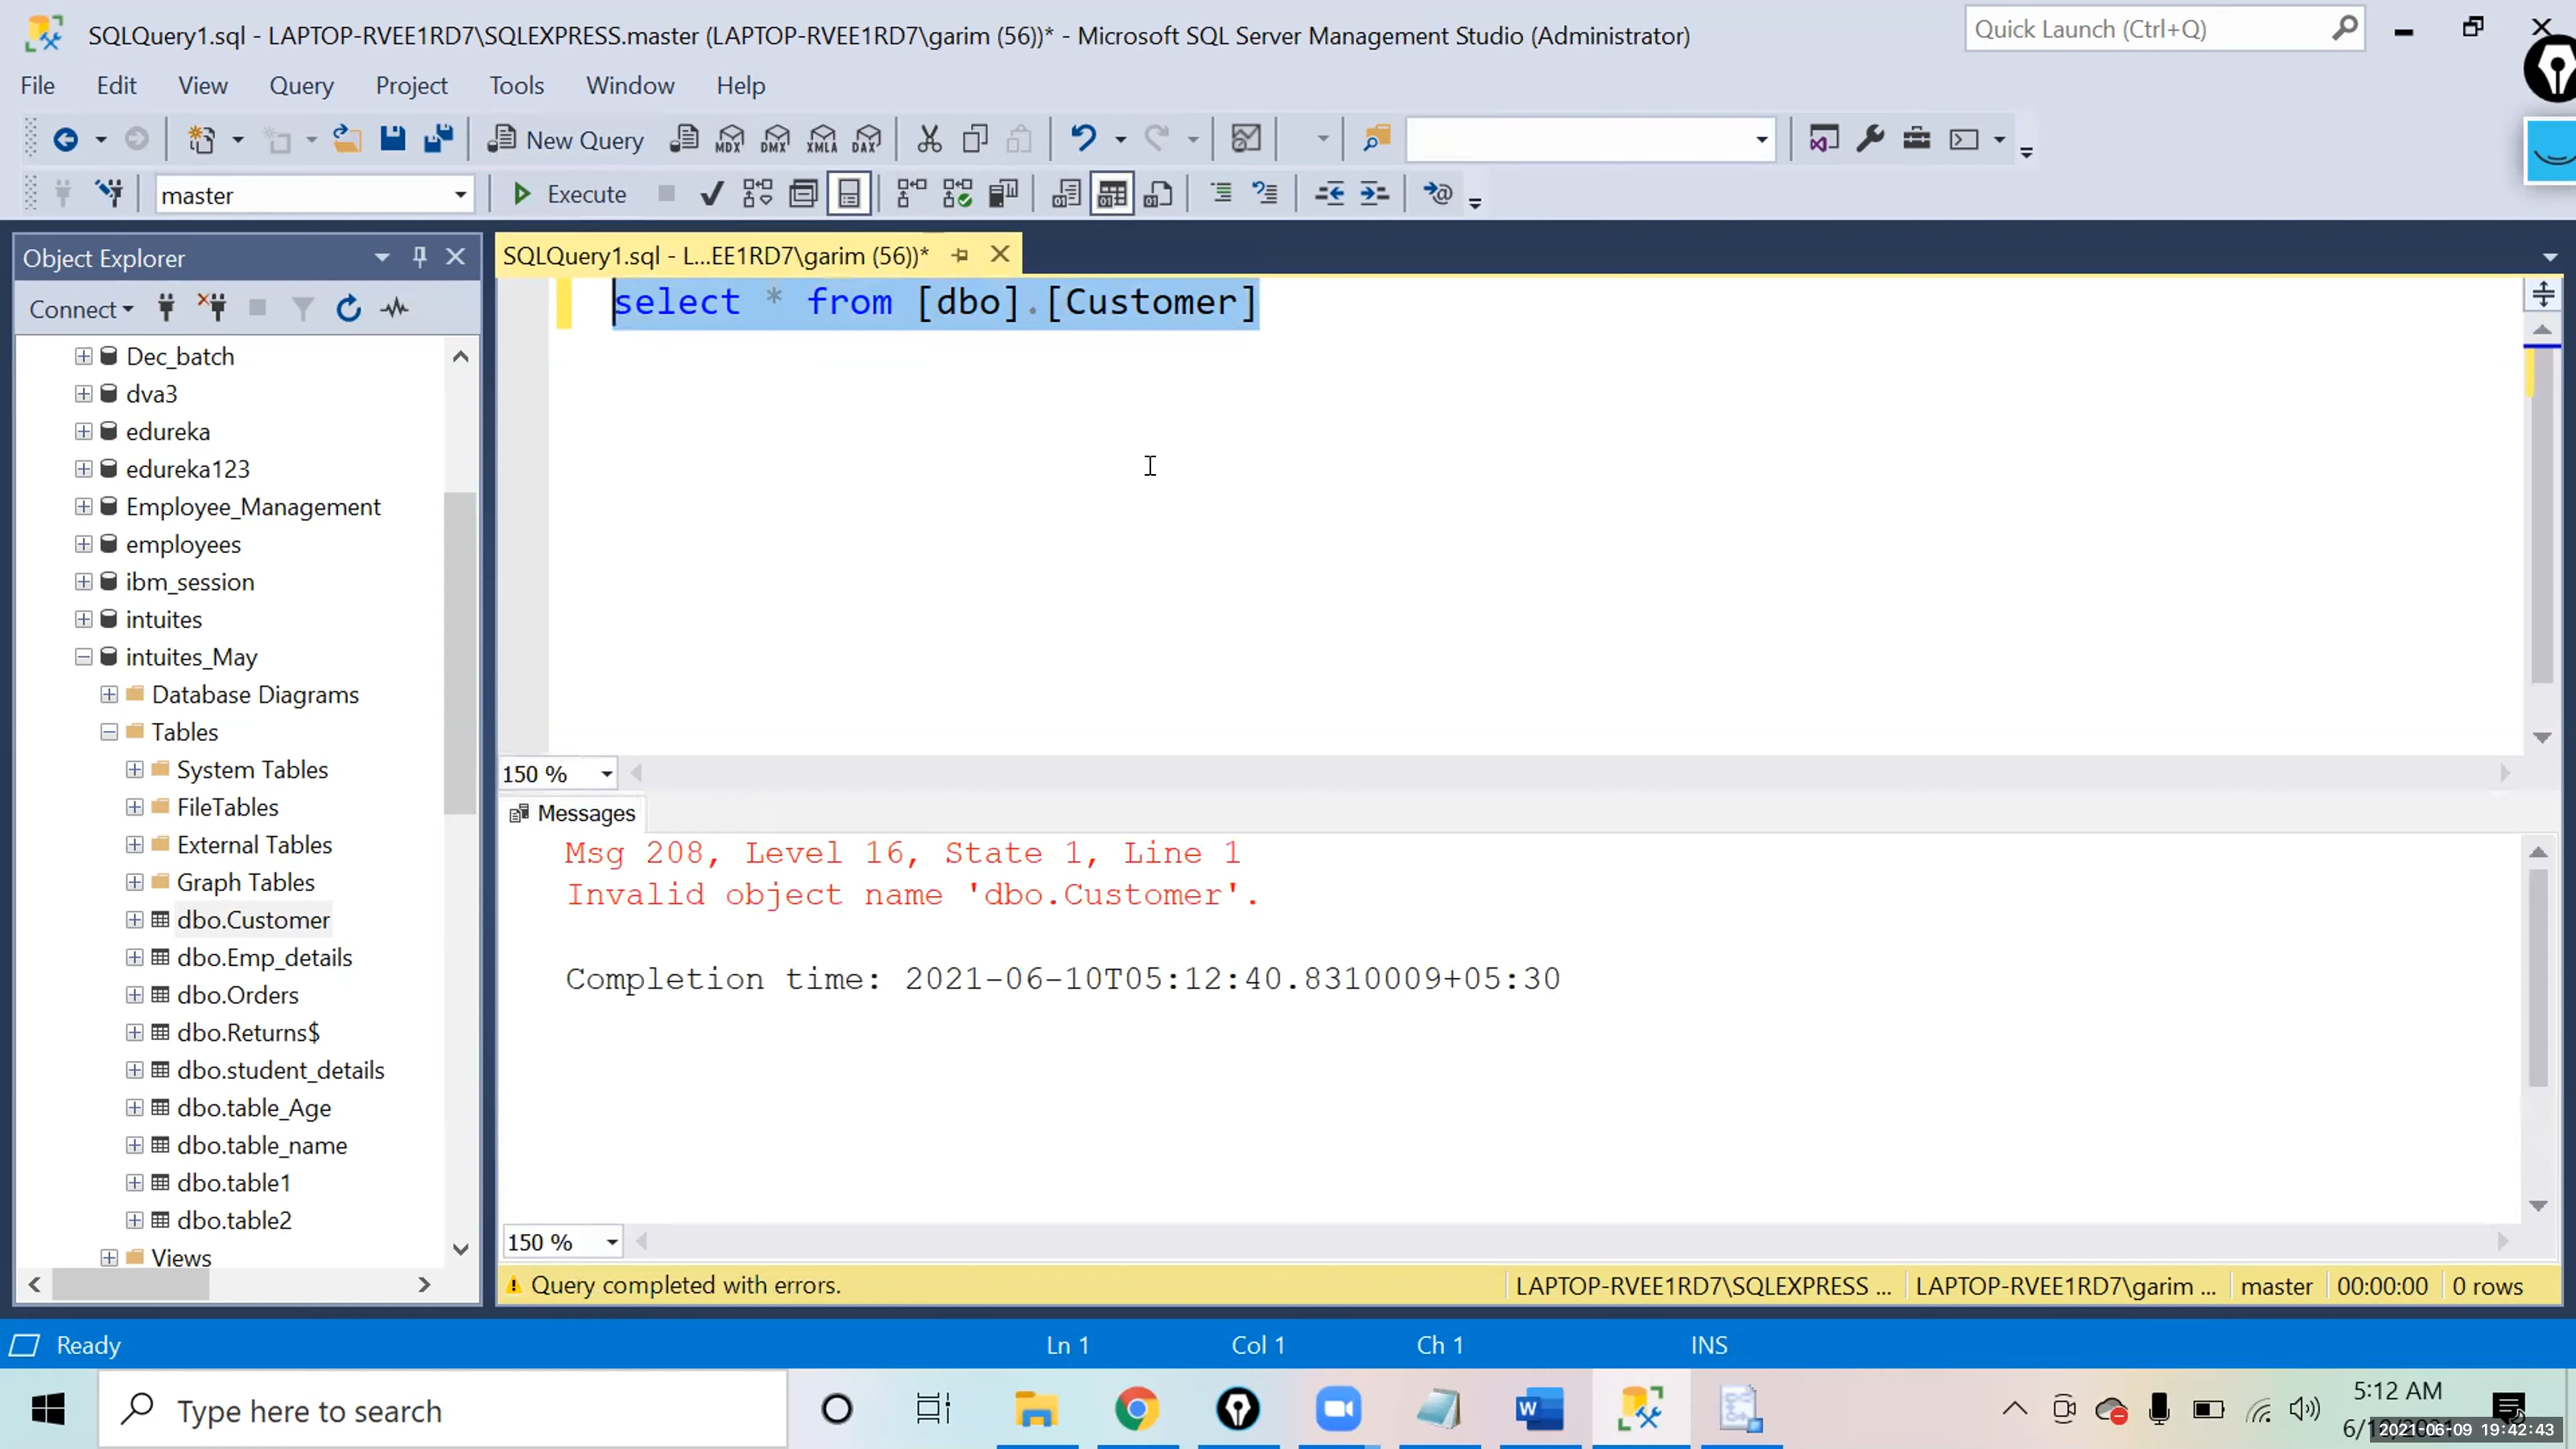 SQLQuery1.sql - LAPTOP-RVEE1RD7\SQLEXPRESS.master (LAPTOP-RVEE1RD7\garim (56))* - Microsoft SQL Server Management Studio (Administrator)
Quick Launch (Ctrl+Q)
File Edit View Query Project Tools Window Help
New Query MDX DMX XMLA DAX
master Execute
Object Explorer
SQLQuery1.sql - L...EE1RD7\garim (56))*
Connect
select * from [dbo].[Customer]
Dec_batch
dva3
edureka
edureka123
Employee_Management
employees
ibm_session
intuites
intuites_May
Database Diagrams
Tables
System Tables
FileTables
External Tables
Graph Tables
dbo.Customer
dbo.Emp_details
dbo.Orders
dbo.Returns$
dbo.student_details
dbo.table_Age
dbo.table_name
dbo.table1
dbo.table2
Views
150 %
Messages
Msg 208, Level 16, State 1, Line 1
Invalid object name 'dbo.Customer'.
Completion time: 2021-06-10T05:12:40.8310009+05:30
150 %
Query completed with errors. LAPTOP-RVEE1RD7\SQLEXPRESS ... LAPTOP-RVEE1RD7\garim ... master 00:00:00 0 rows
Ready Ln 1 Col 1 Ch 1 INS
Type here to search
5:12 AM
2021-06-09 19:42:43